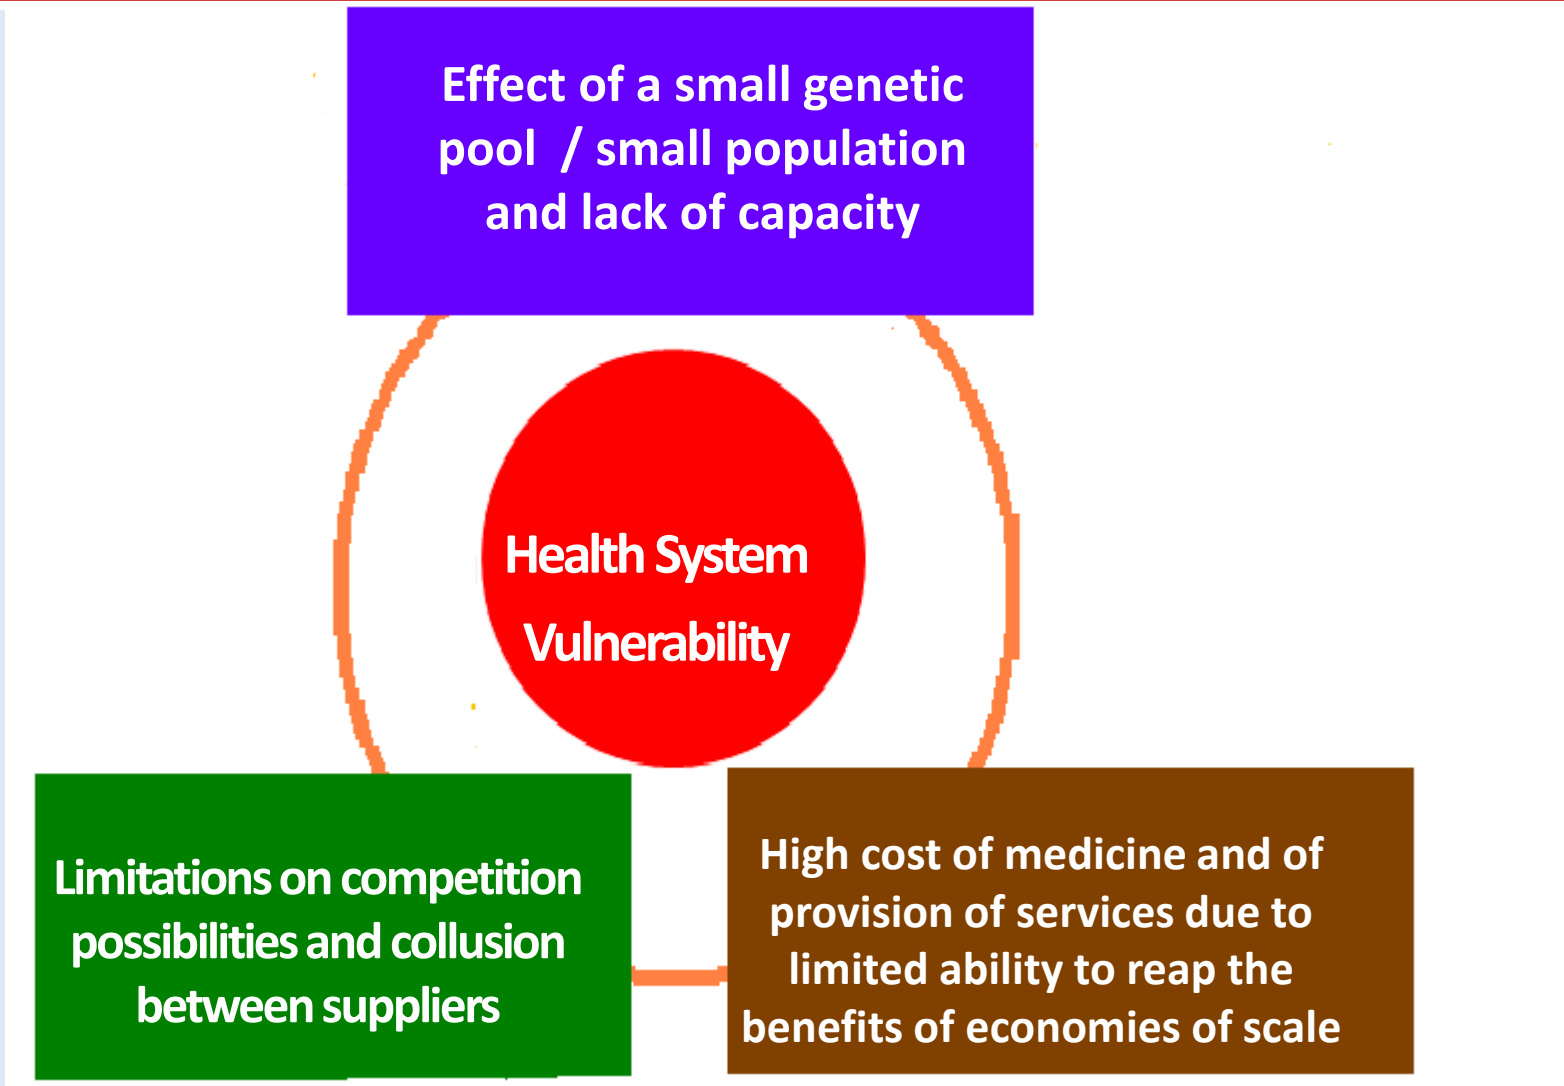 Effect of a small genetic
pool / small population
and lack of capacity
Health System
Vulnerability
Limitations on competition
possibilities and collusion
between suppliers
High cost of medicine and of
provision of services due to
limited ability to reap the
benefits of economies of scale